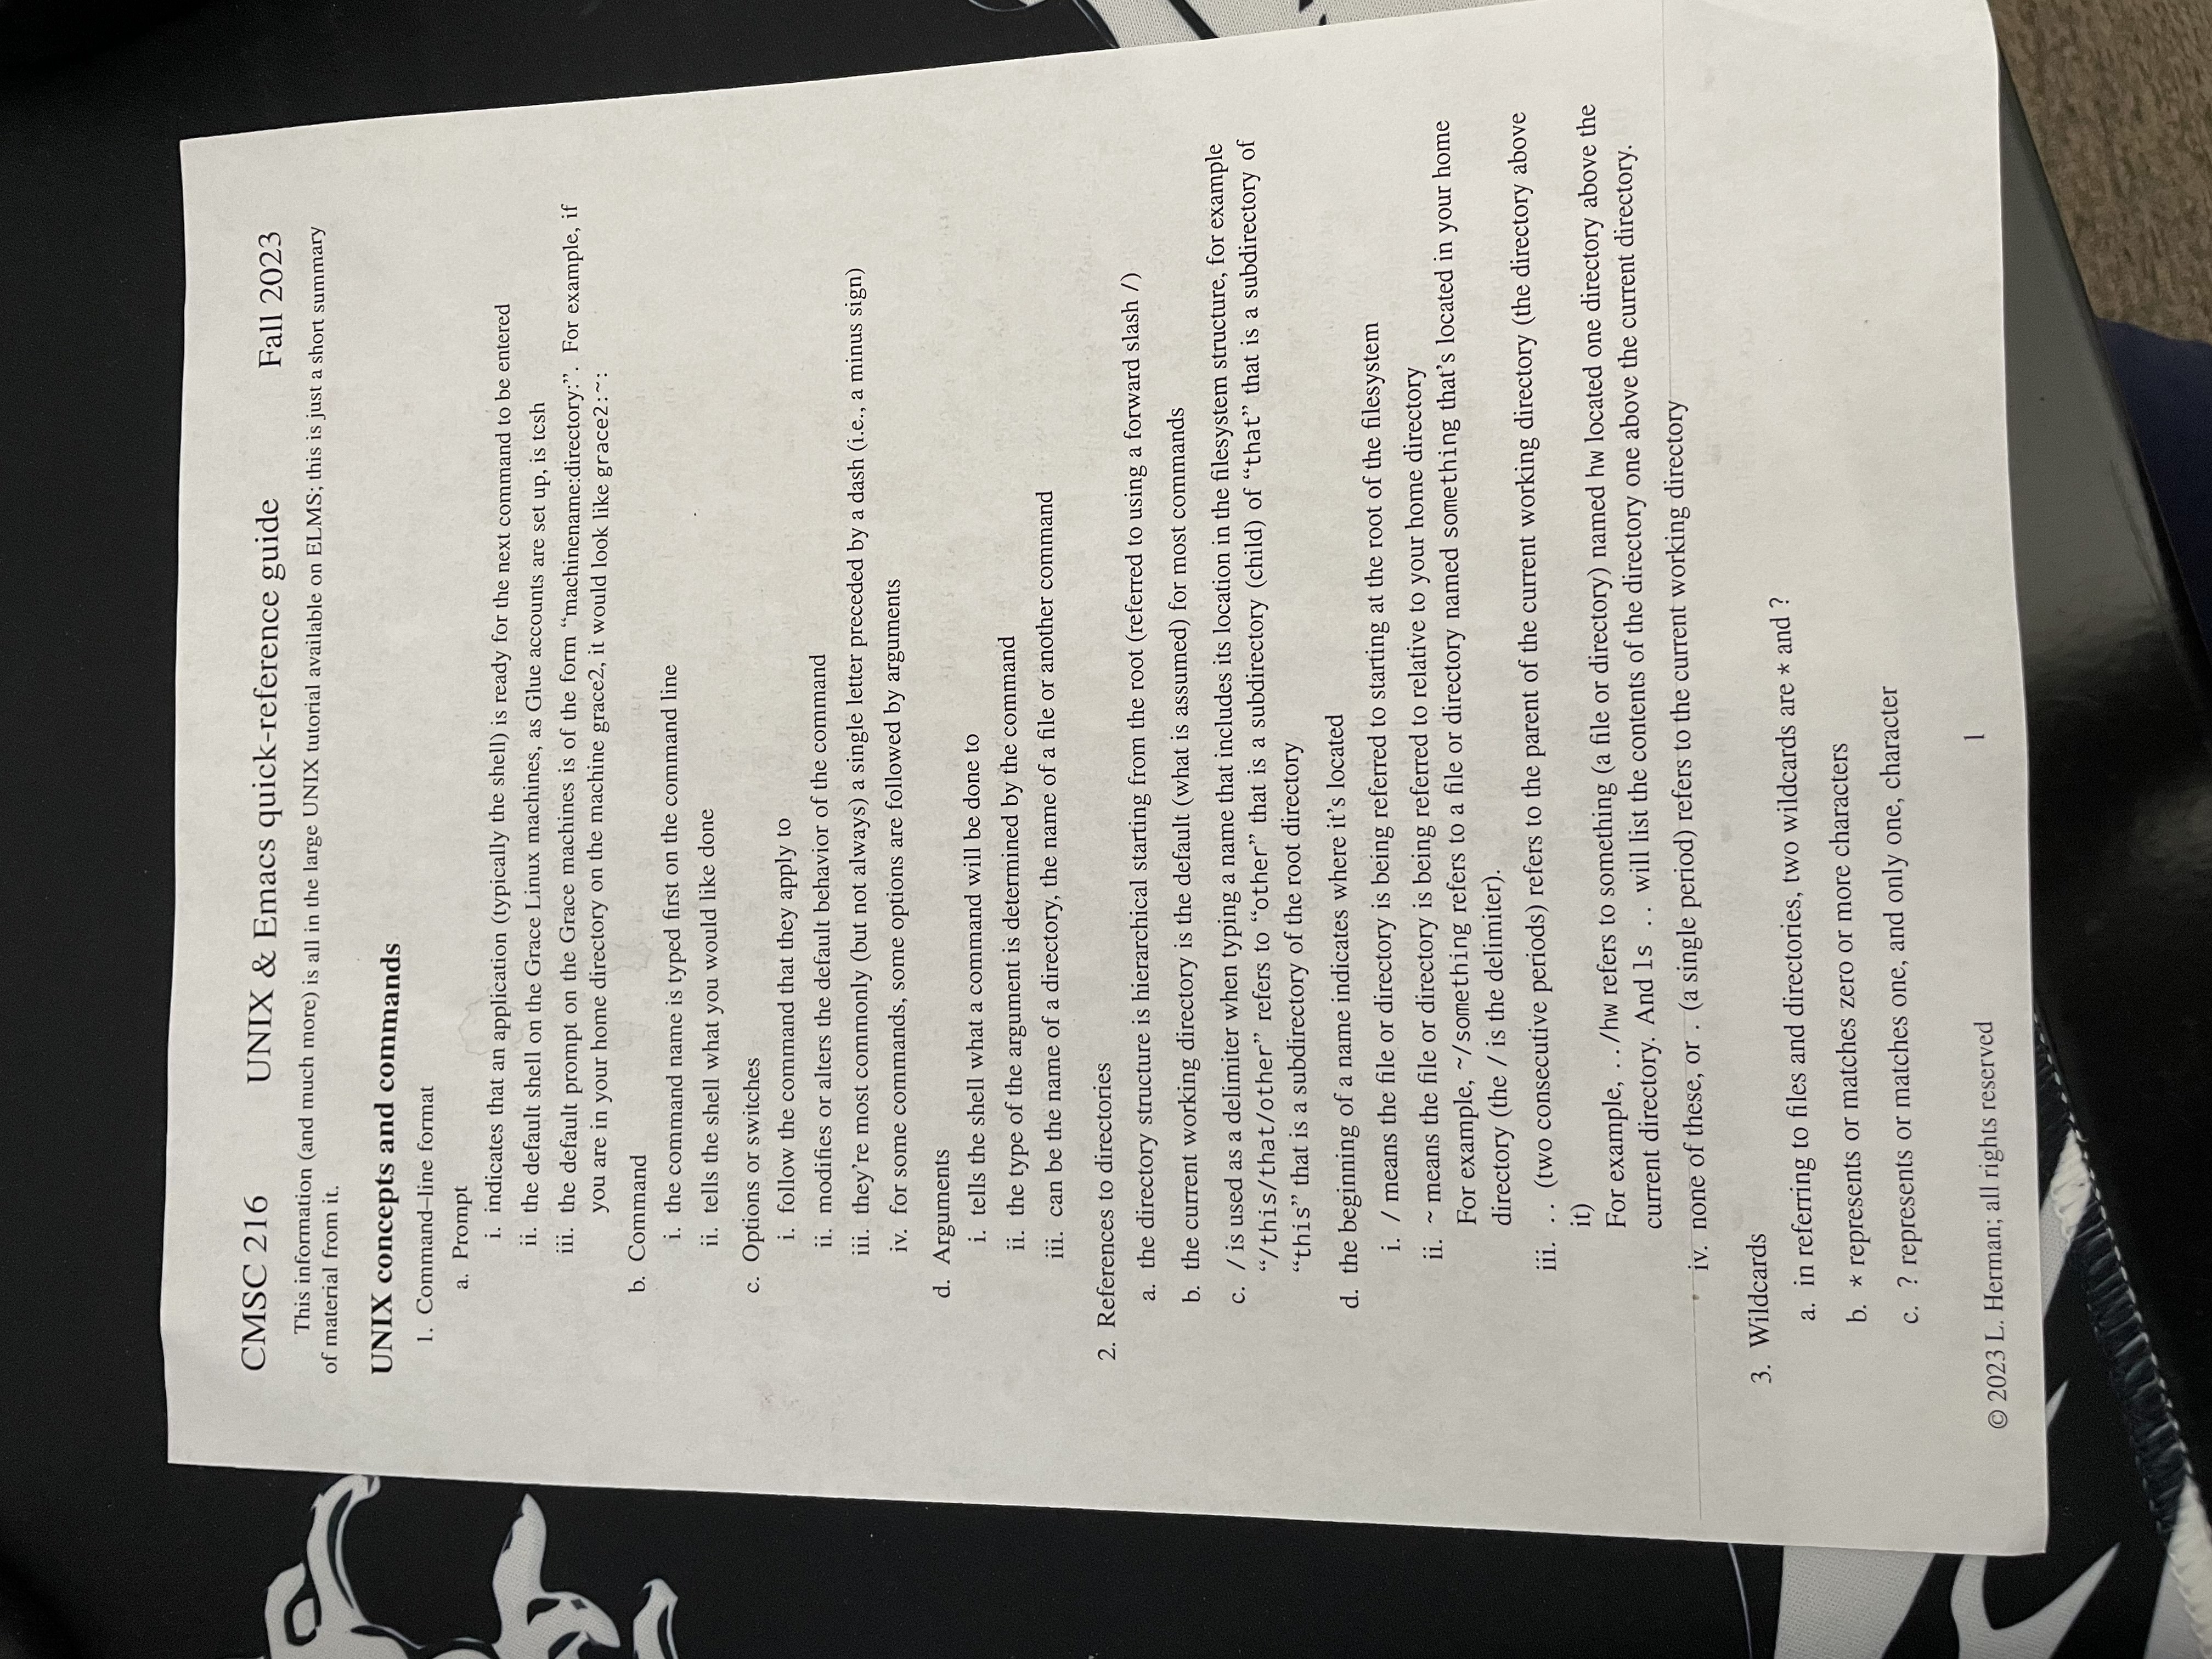 CMSC 216 UNIX & Emacs quick-reference guide Fall 2023
This information (and much more) is all in the large UNIX tutorial available on ELMS; this is just a short summary
of material from it.
UNIX concepts and commands
1. Command–line format
a. Prompt
i. indicates that an application (typically the shell) is ready for the next command to be entered
ii. the default shell on the Grace Linux machines, as Glue accounts are set up, is tcsh
iii. the default prompt on the Grace machines is of the form “machinename:directory:”. For example, if
you are in your home directory on the machine grace2, it would look like grace2:~:
b. Command
i. the command name is typed first on the command line
ii. tells the shell what you would like done
c. Options or switches
i. follow the command that they apply to
ii. modifies or alters the default behavior of the command
iii. they’re most commonly (but not always) a single letter preceded by a dash (i.e., a minus sign)
iv. for some commands, some options are followed by arguments
d. Arguments
i. tells the shell what a command will be done to
ii. the type of the argument is determined by the command
iii. can be the name of a directory, the name of a file or another command
2. References to directories
a. the directory structure is hierarchical starting from the root (referred to using a forward slash /)
b. the current working directory is the default (what is assumed) for most commands
c. / is used as a delimiter when typing a name that includes its location in the filesystem structure, for example
“/this/that/other” refers to “other” that is a subdirectory (child) of “that” that is a subdirectory of
“this” that is a subdirectory of the root directory
d. the beginning of a name indicates where it’s located
i. / means the file or directory is being referred to starting at the root of the filesystem
ii. ~ means the file or directory is being referred to relative to your home directory
For example, ~/something refers to a file or directory named something that’s located in your home
directory (the / is the delimiter).
iii. .. (two consecutive periods) refers to the parent of the current working directory (the directory above
it)
For example, ../hw refers to something (a file or directory) named hw located one directory above the
current directory. And ls .. will list the contents of the directory one above the current directory.
iv. none of these, or . (a single period) refers to the current working directory
3. Wildcards
a. in referring to files and directories, two wildcards are * and ?
b. * represents or matches zero or more characters
c. ? represents or matches one, and only one, character
© 2023 L. Herman; all rights reserved 1